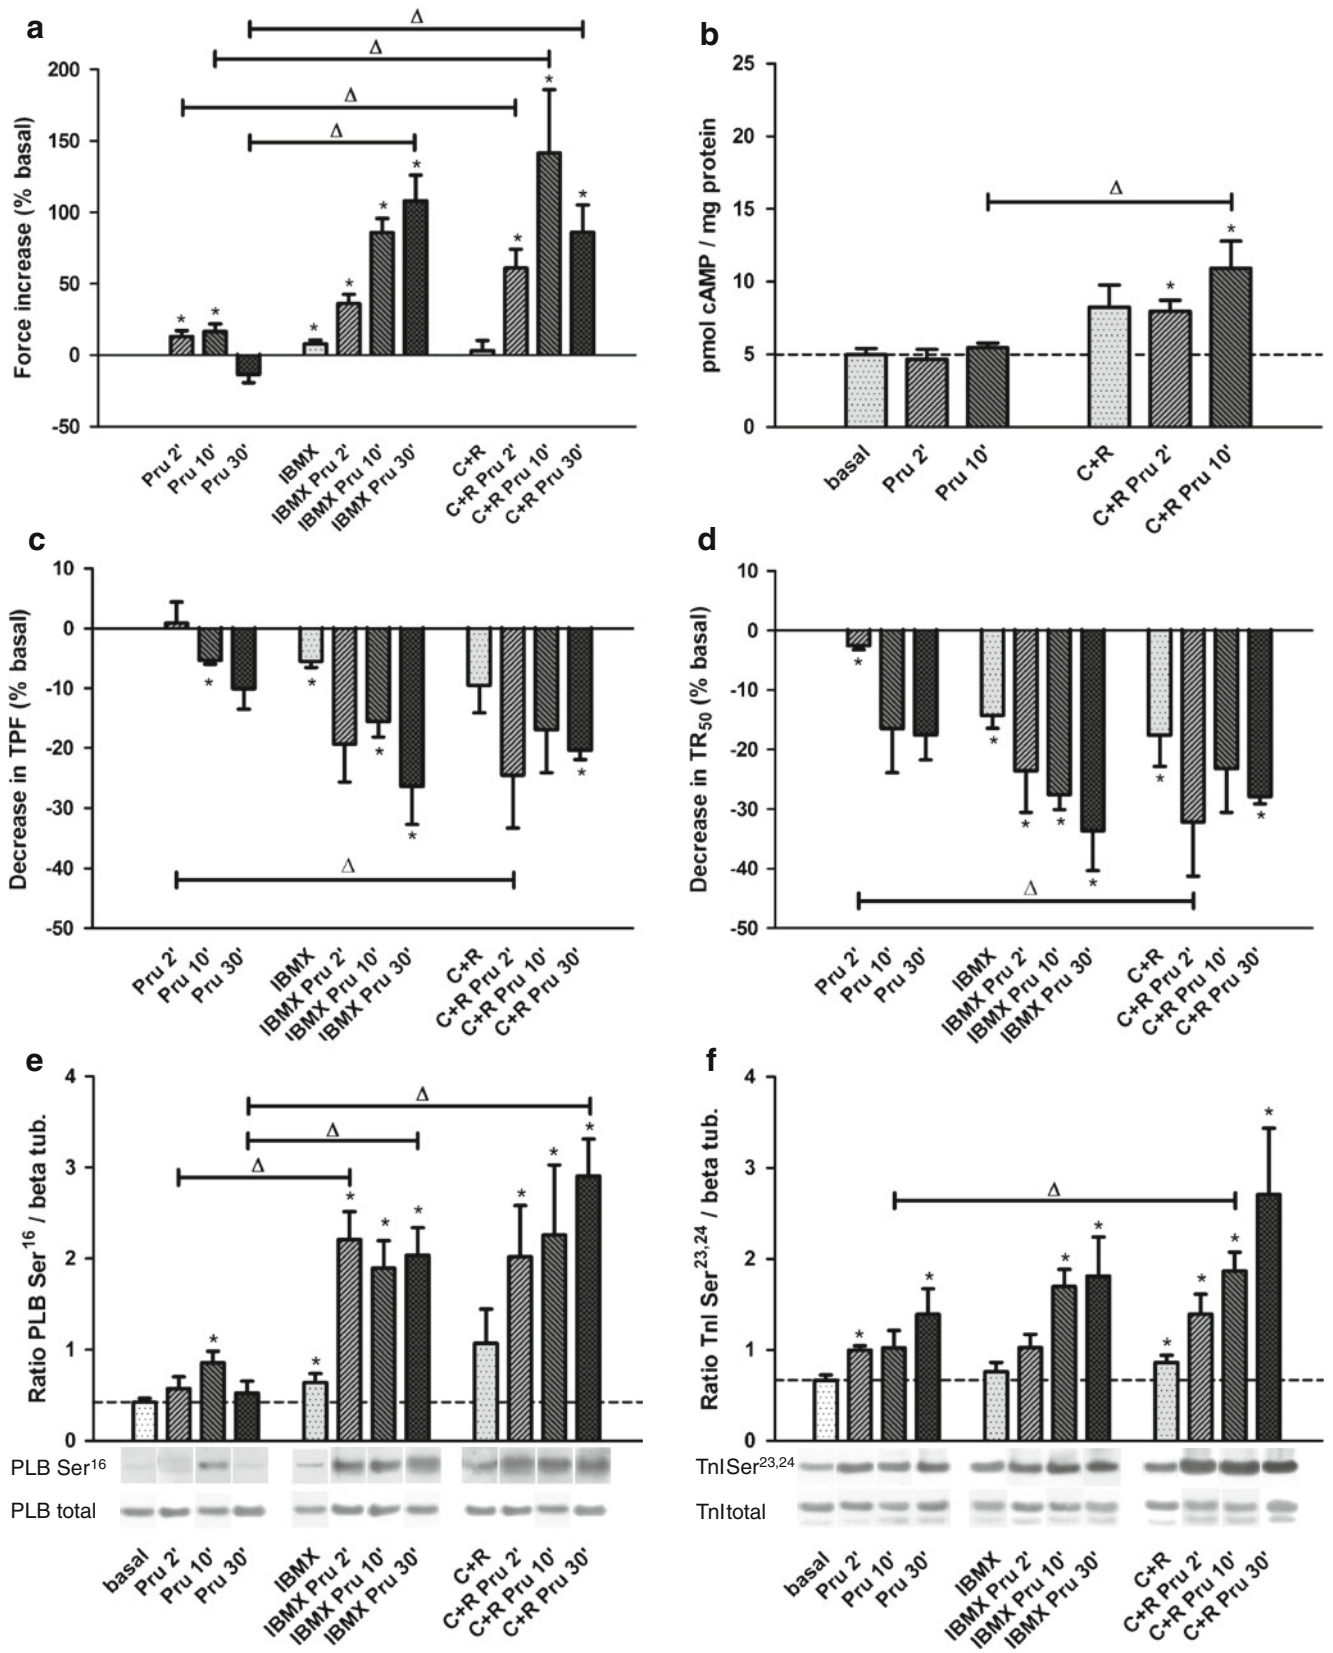 a
Δ
Δ
Δ
Δ
Force increase (% basal)
200
150
100
50
0
-50
* * * * * * * * *
Pru 2'
Pru 10'
Pru 30'
IBMX
IBMX Pru 2'
IBMX Pru 10'
IBMX Pru 30'
C+R
C+R Pru 2'
C+R Pru 10'
C+R Pru 30'
b
pmol cAMP / mg protein
25
20
15
10
5
0
Δ
* *
basal
Pru 2'
Pru 10'
C+R
C+R Pru 2'
C+R Pru 10'
c
Decrease in TPF (% basal)
10
0
-10
-20
-30
-40
-50
* * * * *
Δ
Pru 2'
Pru 10'
Pru 30'
IBMX
IBMX Pru 2'
IBMX Pru 10'
IBMX Pru 30'
C+R
C+R Pru 2'
C+R Pru 10'
C+R Pru 30'
d
Decrease in TR50 (% basal)
10
0
-10
-20
-30
-40
-50
* * * * * * *
Δ
Pru 2'
Pru 10'
Pru 30'
IBMX
IBMX Pru 2'
IBMX Pru 10'
IBMX Pru 30'
C+R
C+R Pru 2'
C+R Pru 10'
C+R Pru 30'
e
Ratio PLB Ser16 / beta tub.
4
3
2
1
0
Δ
Δ
Δ
* * * * * * * *
PLB Ser16
PLB total
basal
Pru 2'
Pru 10'
Pru 30'
IBMX
IBMX Pru 2'
IBMX Pru 10'
IBMX Pru 30'
C+R
C+R Pru 2'
C+R Pru 10'
C+R Pru 30'
f
Ratio TnI Ser23,24 / beta tub.
4
3
2
1
0
Δ
* * * * * * * *
TnISer23,24
TnItotal
basal
Pru 2'
Pru 10'
Pru 30'
IBMX
IBMX Pru 2'
IBMX Pru 10'
IBMX Pru 30'
C+R
C+R Pru 2'
C+R Pru 10'
C+R Pru 30'